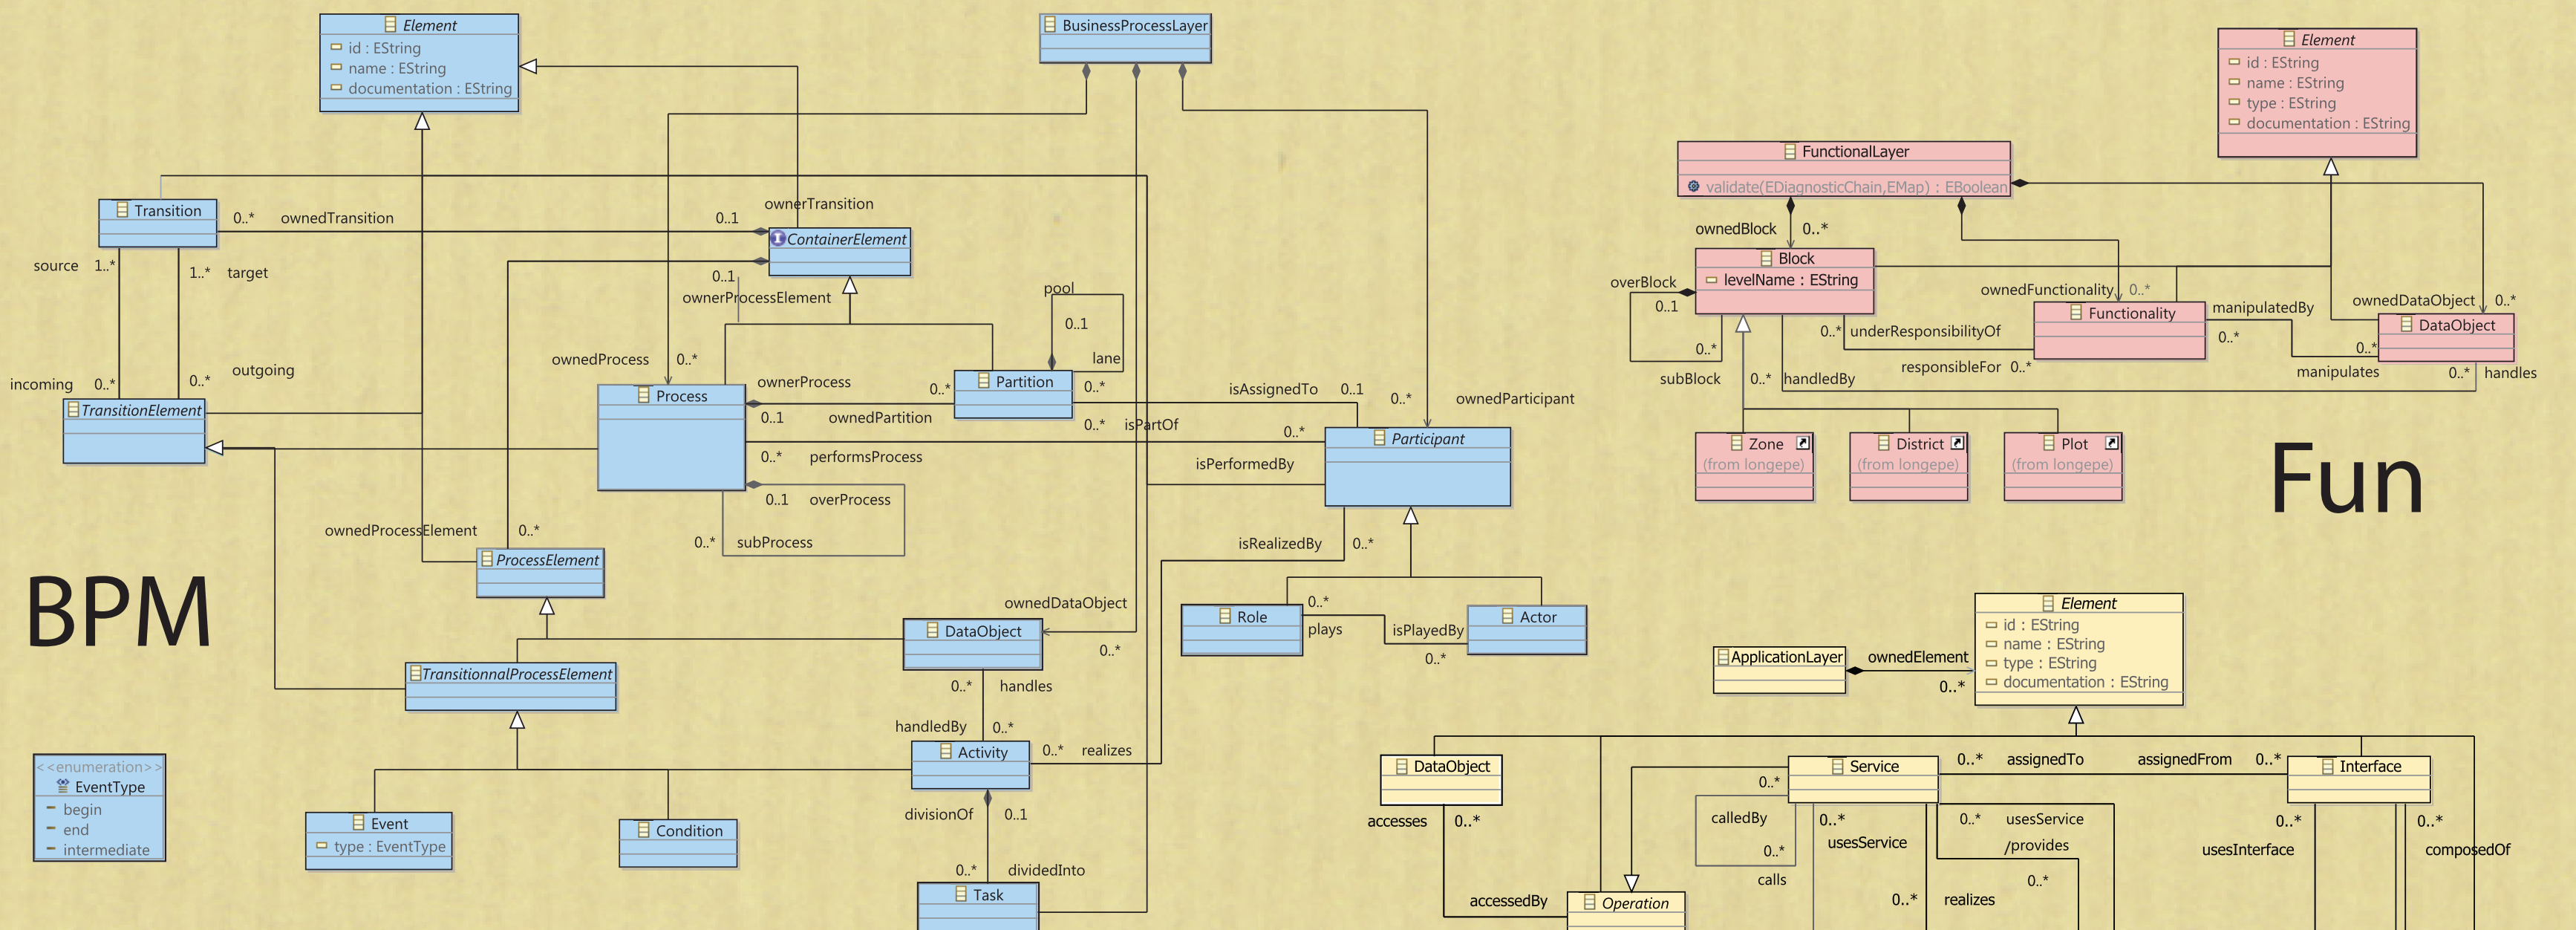 Element
id : EString
name : EString
documentation : EString
BusinessProcessLayer
Transition
0..* ownedTransition
0..1
ownerTransition
ContainerElement
source 1..*
1..* target
0..1
ownerProcessElement
pool
0..1
lane
ownedProcess 0..*
incoming 0..*
0..* outgoing
TransitionElement
Process
ownerProcess
0..1
0..*
ownedPartition
Partition
0..*
0..* isPartOf
isAssignedTo 0..1
0..* ownedParticipant
0..*
Participant
0..* performsProcess
isPerformedBy
0..1 overProcess
0..* subProcess
ownedProcessElement 0..*
ProcessElement
isRealizedBy 0..*
BPM
ownedDataObject
0..*
DataObject
Role
0..*
plays
isPlayedBy
0..*
Actor
TransitionnalProcessElement
0..* handles
handledBy 0..*
Activity
0..* realizes
<<enumeration>>
EventType
begin
end
intermediate
Event
type : EventType
Condition
divisionOf 0..1
0..* dividedInto
Task
Element
id : EString
name : EString
type : EString
documentation : EString
FunctionalLayer
validate(EDiagnosticChain,EMap) : EBoolean
ownedBlock 0..*
Block
levelName : EString
overBlock
0..1
0..*
subBlock
0..* handledBy
0..* underResponsibilityOf
responsibleFor 0..*
ownedFunctionality 0..*
Functionality
manipulatedBy
0..*
0..*
manipulates
ownedDataObject 0..*
DataObject
0..* handles
Zone
(from longepe)
District
(from longepe)
Plot
(from longepe)
Fun
ApplicationLayer
ownedElement
0..*
Element
id : EString
name : EString
type : EString
documentation : EString
DataObject
accesses 0..*
accessedBy
Operation
Service
0..*
calledBy
0..*
calls
0..*
usesService
0..* realizes
0..* usesService
/provides
0..*
0..* assignedTo
assignedFrom 0..*
Interface
0..*
usesInterface
0..*
composedOf